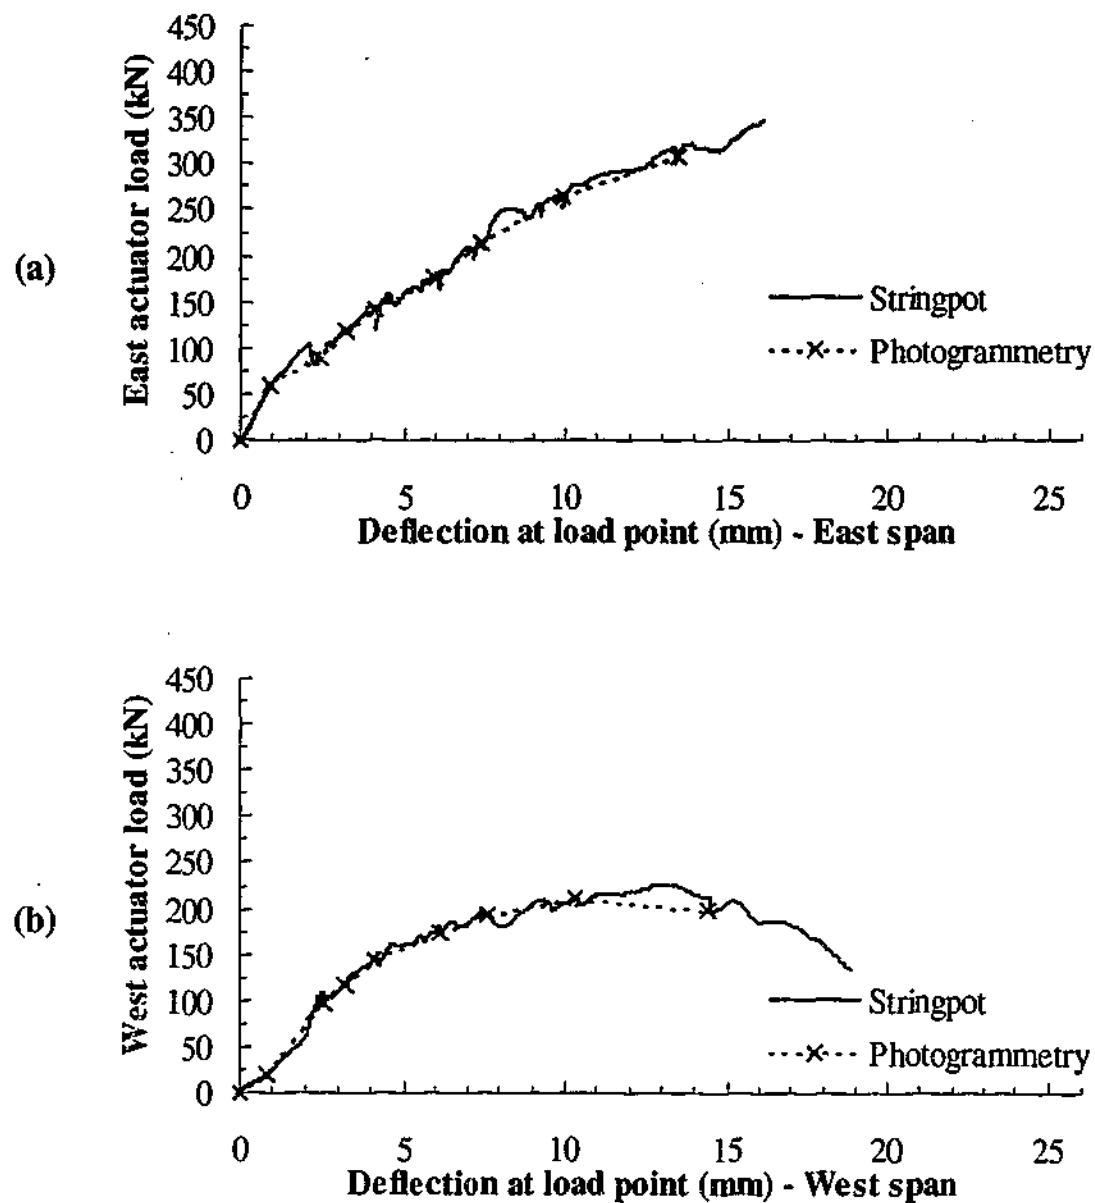 (a)
East actuator load (kN)
450
400
350
300
250
200
150
100
50
0
0 5 10 15 20 25
Deflection at load point (mm) - East span
Stringpot
Photogrammetry
(b)
West actuator load (kN)
450
400
350
300
250
200
150
100
50
0
0 5 10 15 20 25
Deflection at load point (mm) - West span
Stringpot
Photogrammetry